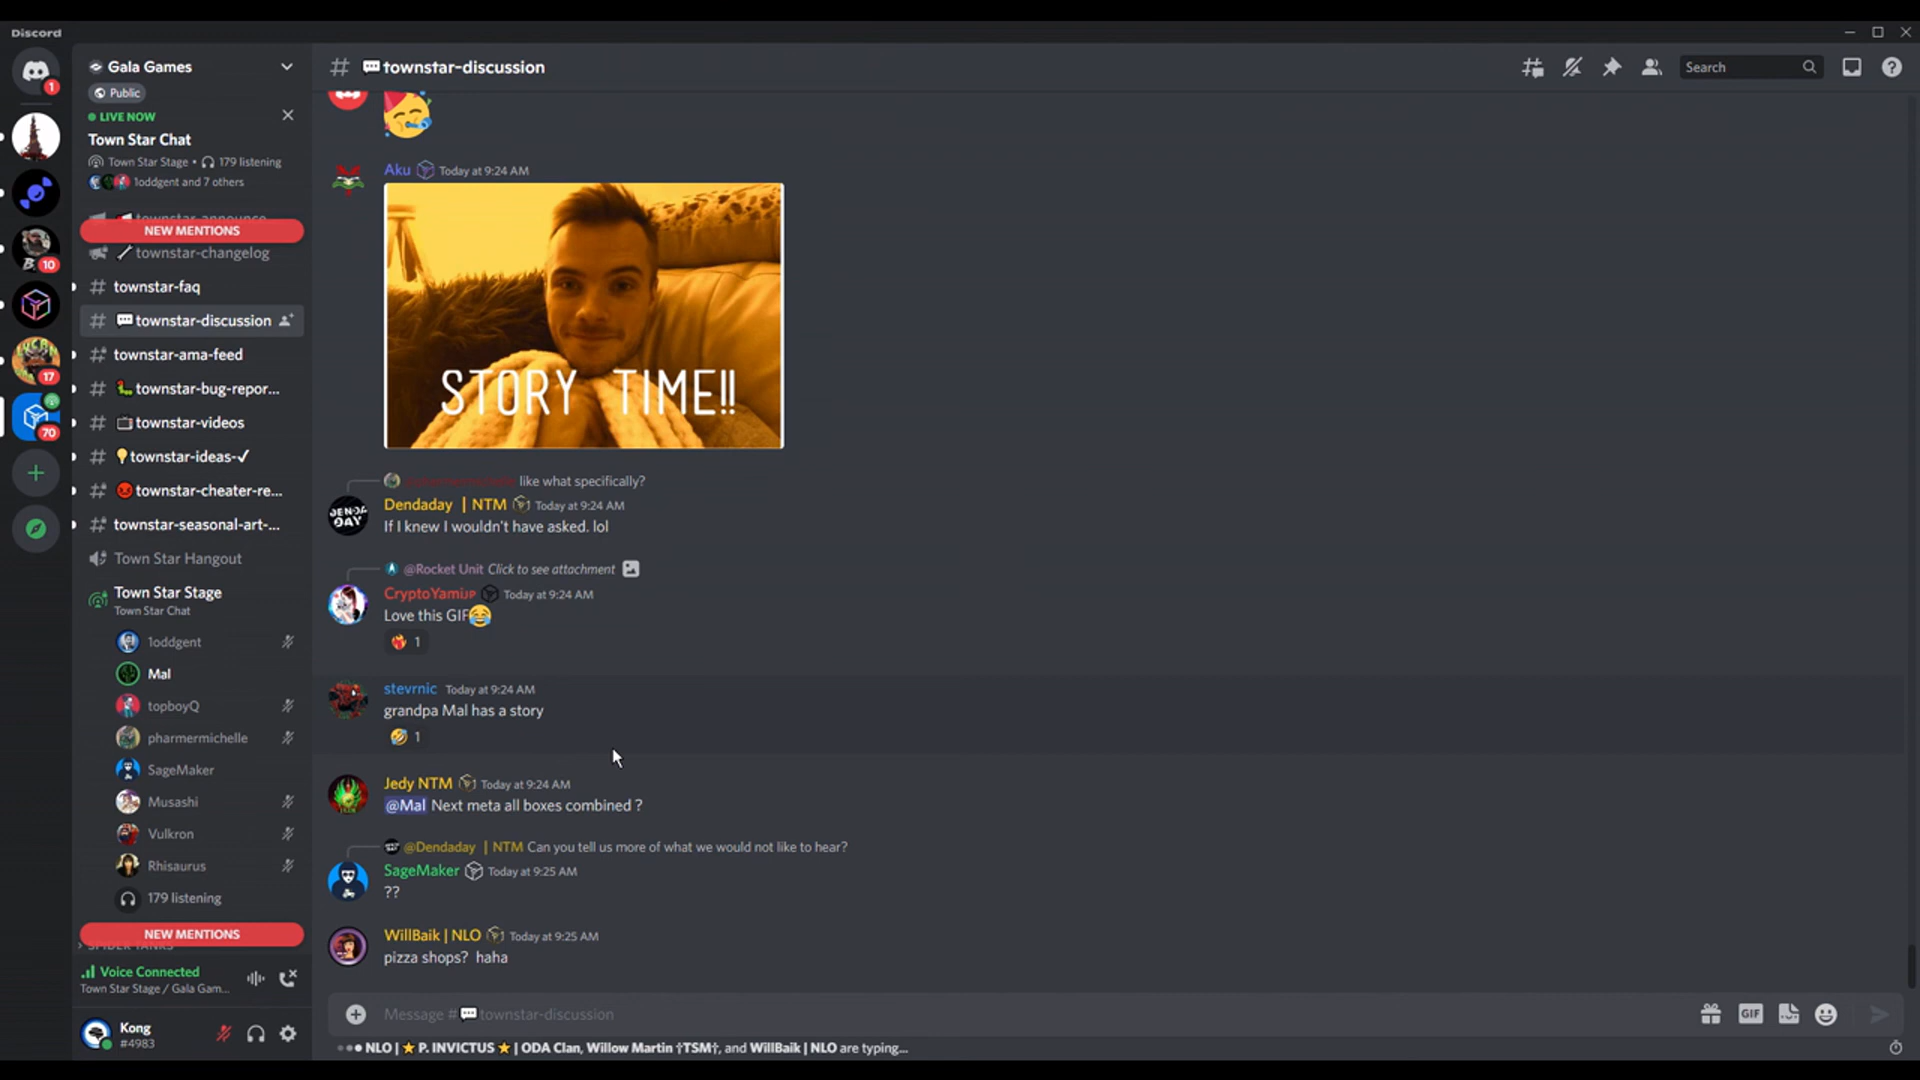 Discord
1
Gala Games
Public
LIVE NOW
Town Star Chat
Town Star Stage • 179 listening
1oddgent and 7 others
townstar-announce
NEW MENTIONS
townstar-changelog
# townstar-faq
# townstar-discussion
# townstar-ama-feed
# townstar-bug-repor...
# townstar-videos
# townstar-ideas-✓
# townstar-cheater-re...
# townstar-seasonal-art-...
Town Star Hangout
Town Star Stage
Town Star Chat
1oddgent
Mal
topboyQ
pharmermichelle
SageMaker
Musashi
Vulkron
Rhisaurus
179 listening
NEW MENTIONS
SPIDER TANKS
Voice Connected
Town Star Stage / Gala Gam...
Kong
#4983
10
17
70
# townstar-discussion
Search
Aku Today at 9:24 AM
STORY TIME!!
like what specifically?
DENDA
DAY
Dendaday | NTM Today at 9:24 AM
If I knew I wouldn't have asked. lol
@Rocket Unit Click to see attachment
CryptoYamiJP Today at 9:24 AM
Love this GIF😂
1
stevrnic Today at 9:24 AM
grandpa Mal has a story
1
Jedy NTM Today at 9:24 AM
@Mal Next meta all boxes combined ?
@Dendaday | NTM Can you tell us more of what we would not like to hear?
SageMaker Today at 9:25 AM
??
WillBaik | NLO Today at 9:25 AM
pizza shops? haha
Message # townstar-discussion
GIF
NLO | ★ P. INVICTUS ★ | ODA Clan, Willow Martin †TSM†, and WillBaik | NLO are typing...